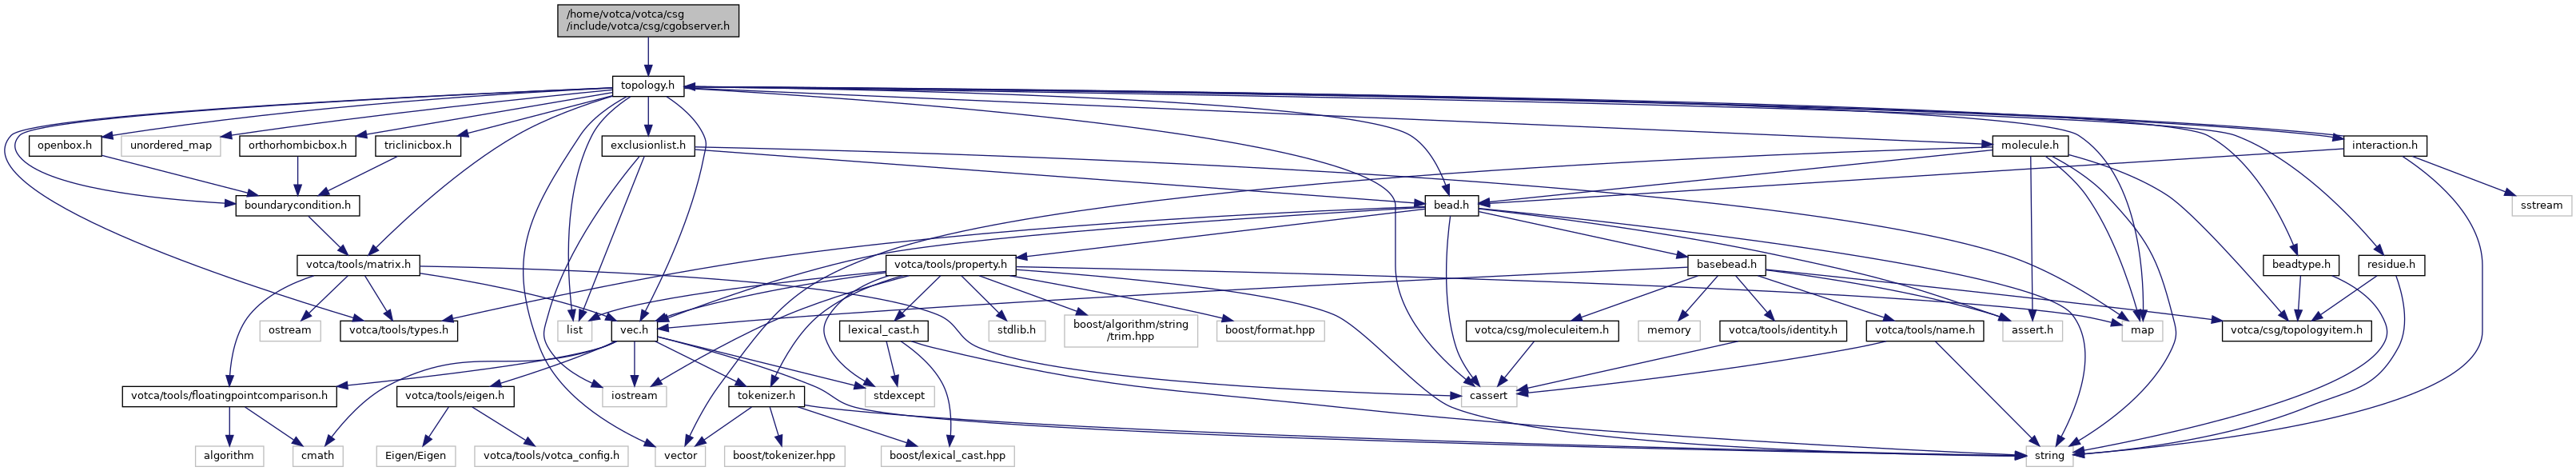 /home/votca/votca/csg
/include/votca/csg/cgobserver.h
topology.h
openbox.h
unordered_map
orthorhombicbox.h
triclinicbox.h
exclusionlist.h
molecule.h
interaction.h
boundarycondition.h
bead.h
sstream
votca/tools/matrix.h
votca/tools/property.h
basebead.h
beadtype.h
residue.h
ostream
votca/tools/types.h
list
vec.h
lexical_cast.h
stdlib.h
boost/algorithm/string
/trim.hpp
boost/format.hpp
votca/csg/moleculeitem.h
memory
votca/tools/identity.h
votca/tools/name.h
assert.h
map
votca/csg/topologyitem.h
votca/tools/floatingpointcomparison.h
votca/tools/eigen.h
iostream
tokenizer.h
stdexcept
cassert
algorithm
cmath
Eigen/Eigen
votca/tools/votca_config.h
vector
boost/tokenizer.hpp
boost/lexical_cast.hpp
string